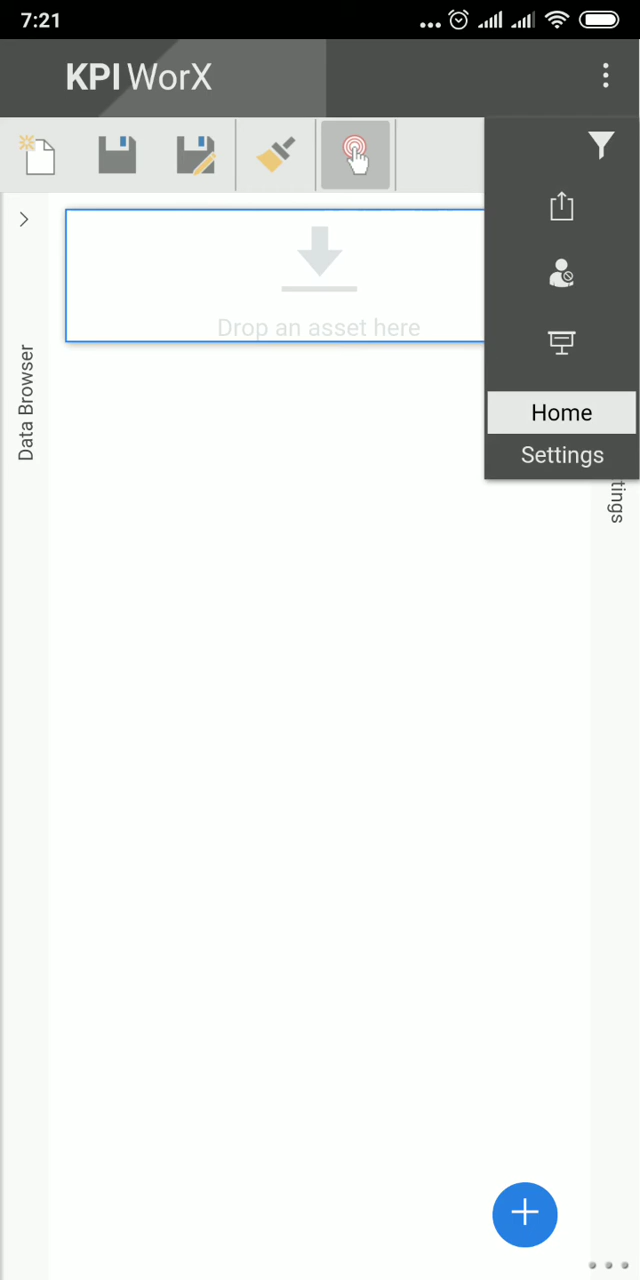 7:21
KPI WorX
Drop an asset here
Data Browser
Home
Settings
tings